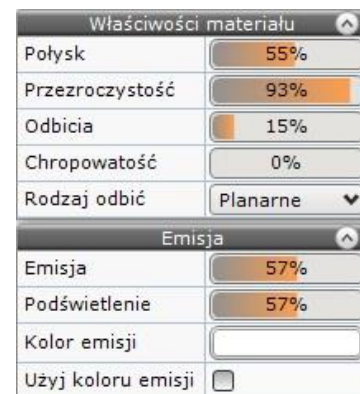 Właściwości materiału
Połysk 55%
Przezroczystość 93%
Odbicia 15%
Chropowatość 0%
Rodzaj odbić Planarne
Emisja
Emisja 57%
Podświetlenie 57%
Kolor emisji
Użyj koloru emisji